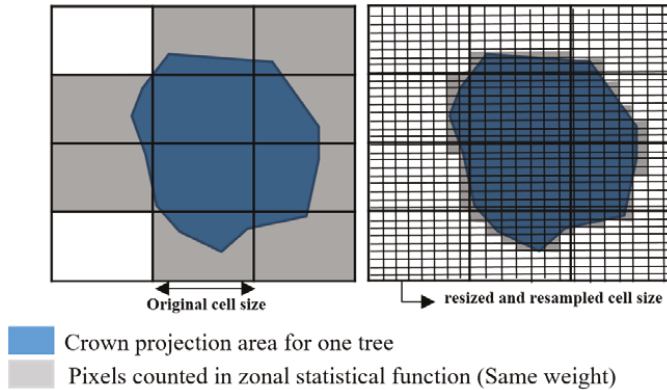 Original cell size
resized and resampled cell size
Crown projection area for one tree
Pixels counted in zonal statistical function (Same weight)